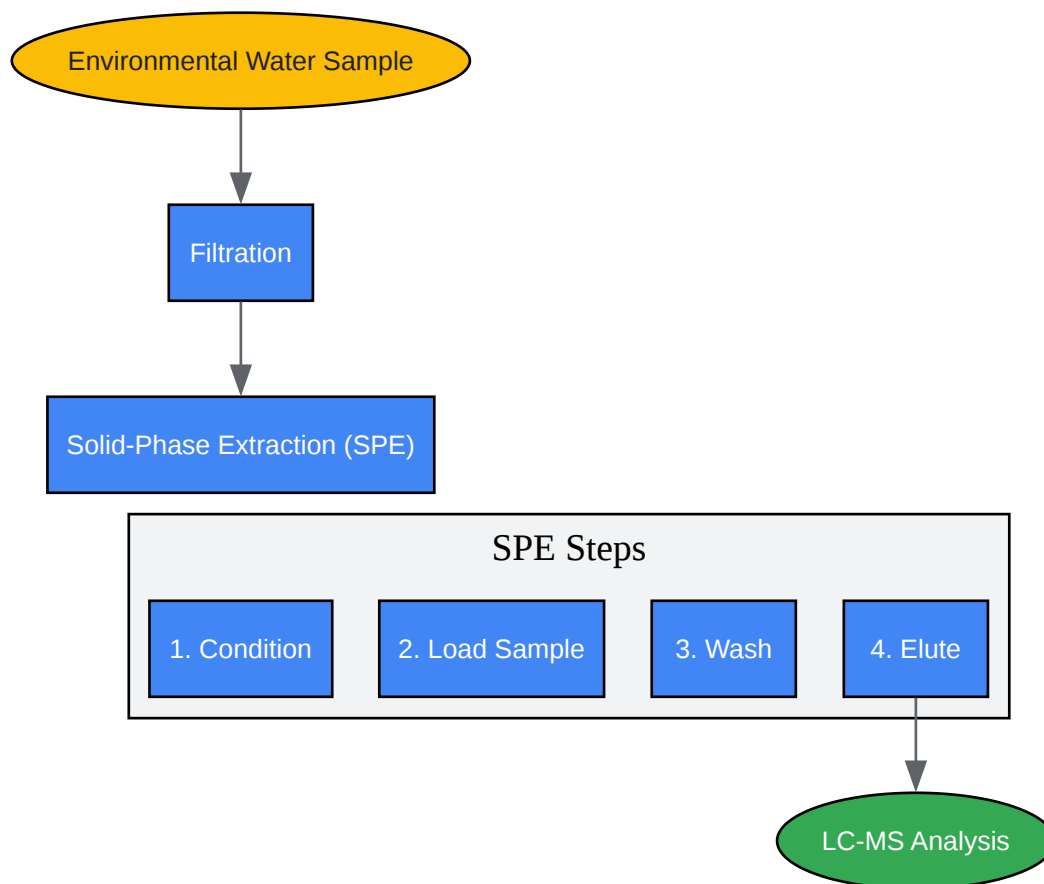 Environmental Water Sample
Filtration
Solid-Phase Extraction (SPE)
SPE Steps
1. Condition
2. Load Sample
3. Wash
4. Elute
LC-MS Analysis